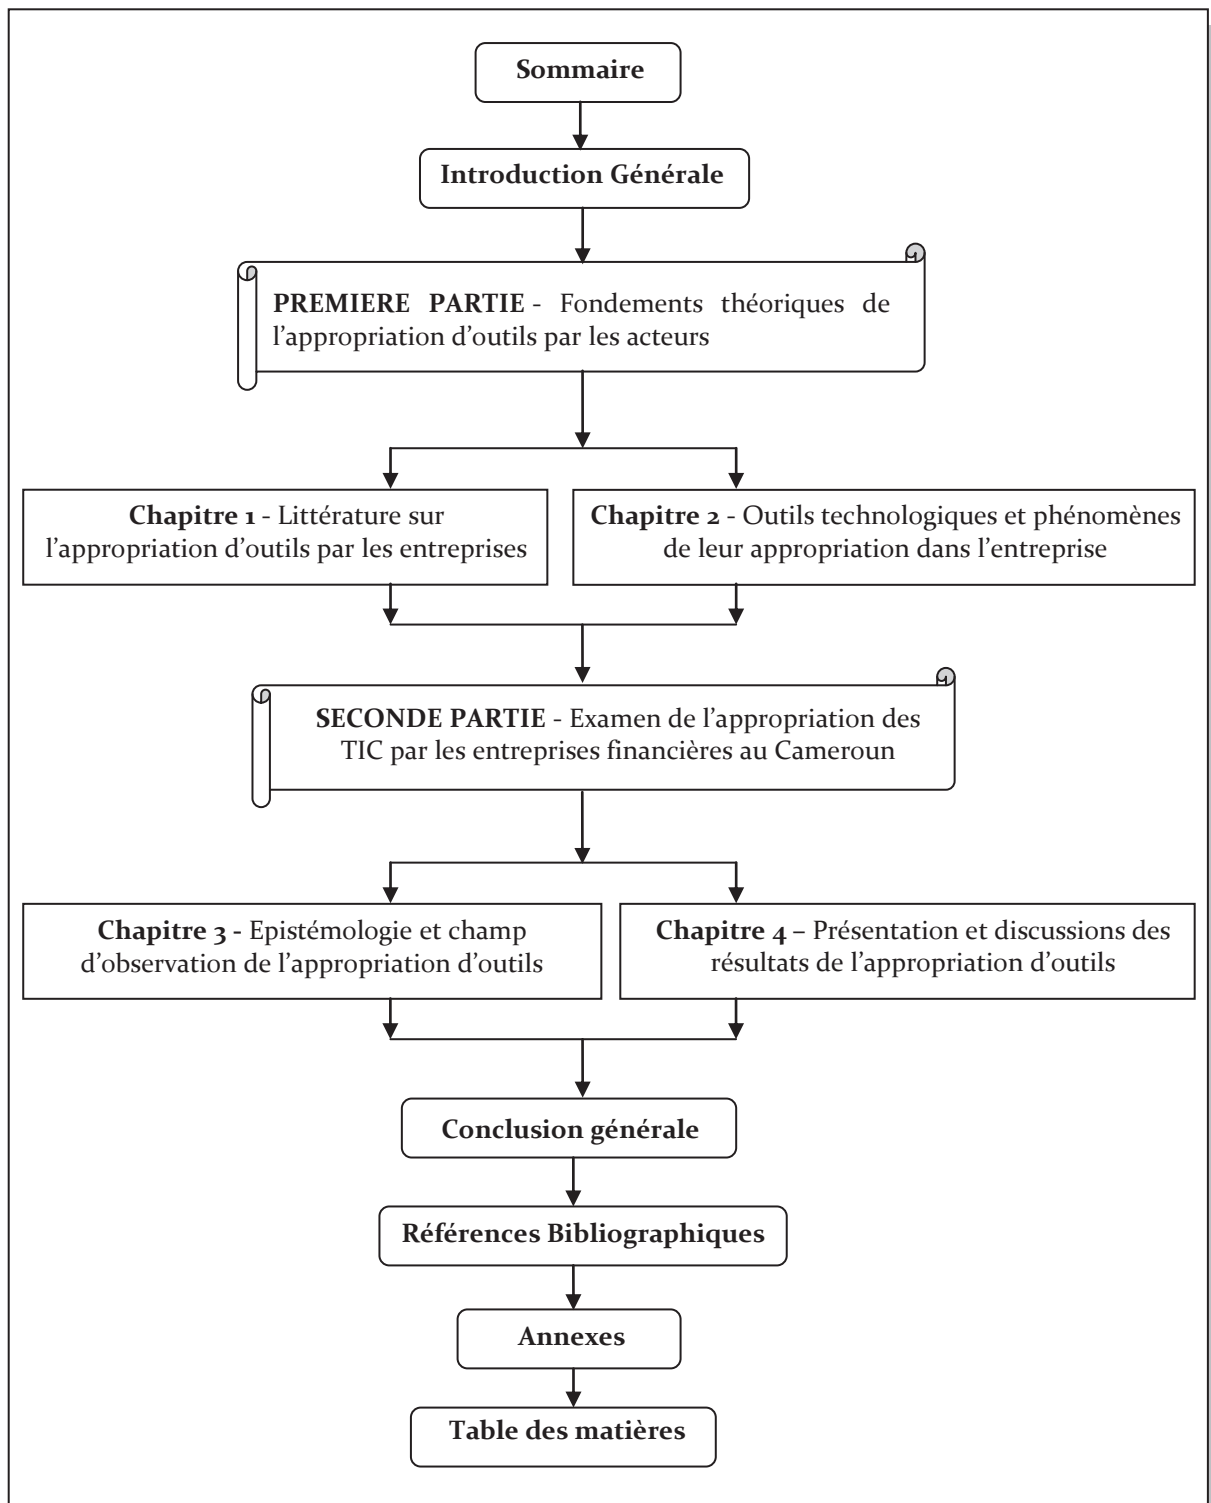 Sommaire
Introduction Générale
PREMIERE PARTIE - Fondements théoriques de
l’appropriation d’outils par les acteurs
Chapitre 1 - Littérature sur
l’appropriation d’outils par les entreprises
Chapitre 2 - Outils technologiques et phénomènes
de leur appropriation dans l’entreprise
SECONDE PARTIE - Examen de l’appropriation des
TIC par les entreprises financières au Cameroun
Chapitre 3 - Epistémologie et champ
d’observation de l’appropriation d’outils
Chapitre 4 – Présentation et discussions des
résultats de l’appropriation d’outils
Conclusion générale
Références Bibliographiques
Annexes
Table des matières